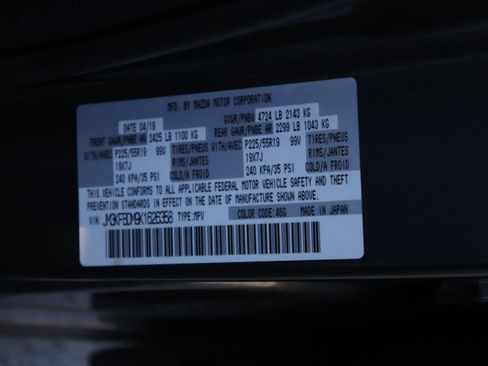 MFD. BY MAZDA MOTOR CORPORATION
DATE 04/19 GVWR/PNBV 4724 LB 2143 KG
FRONT GAWR/PNBE AR 2425 LB 1100 KG REAR GAWR/PNBE AR 2299 LB 1043 KG
WITH/AVEC P225/55R19 99V TIRES/PNEUS WITH/AVEC P225/55R19 99V TIRES/PNEUS
19X7J RIMS/JANTES 19X7J RIMS/JANTES
240 KPA/35 PSI COLD/A FROID 240 KPA/35 PSI COLD/A FROID
THIS VEHICLE CONFORMS TO ALL APPLICABLE FEDERAL MOTOR VEHICLE SAFETY AND THEFT
PREVENTION STANDARDS IN EFFECT ON THE DATE OF MANUFACTURE SHOWN ABOVE.
VIN: JM3KFBDM9K1626358 TYPE:MPV COLOR CODE:46G MADE IN JAPAN